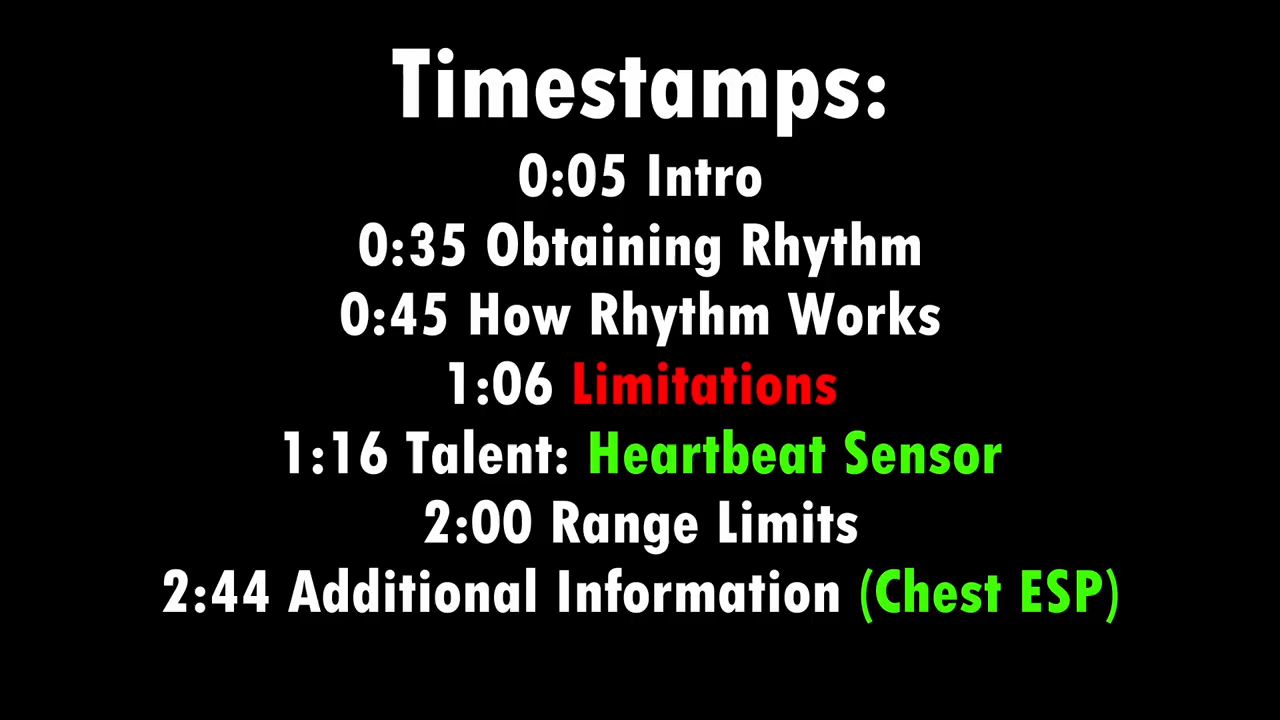 Timestamps:
0:05 Intro
0:35 Obtaining Rhythm
0:45 How Rhythm Works
1:06 Limitations
1:16 Talent: Heartbeat Sensor
2:00 Range Limits
2:44 Additional Information (Chest ESP)